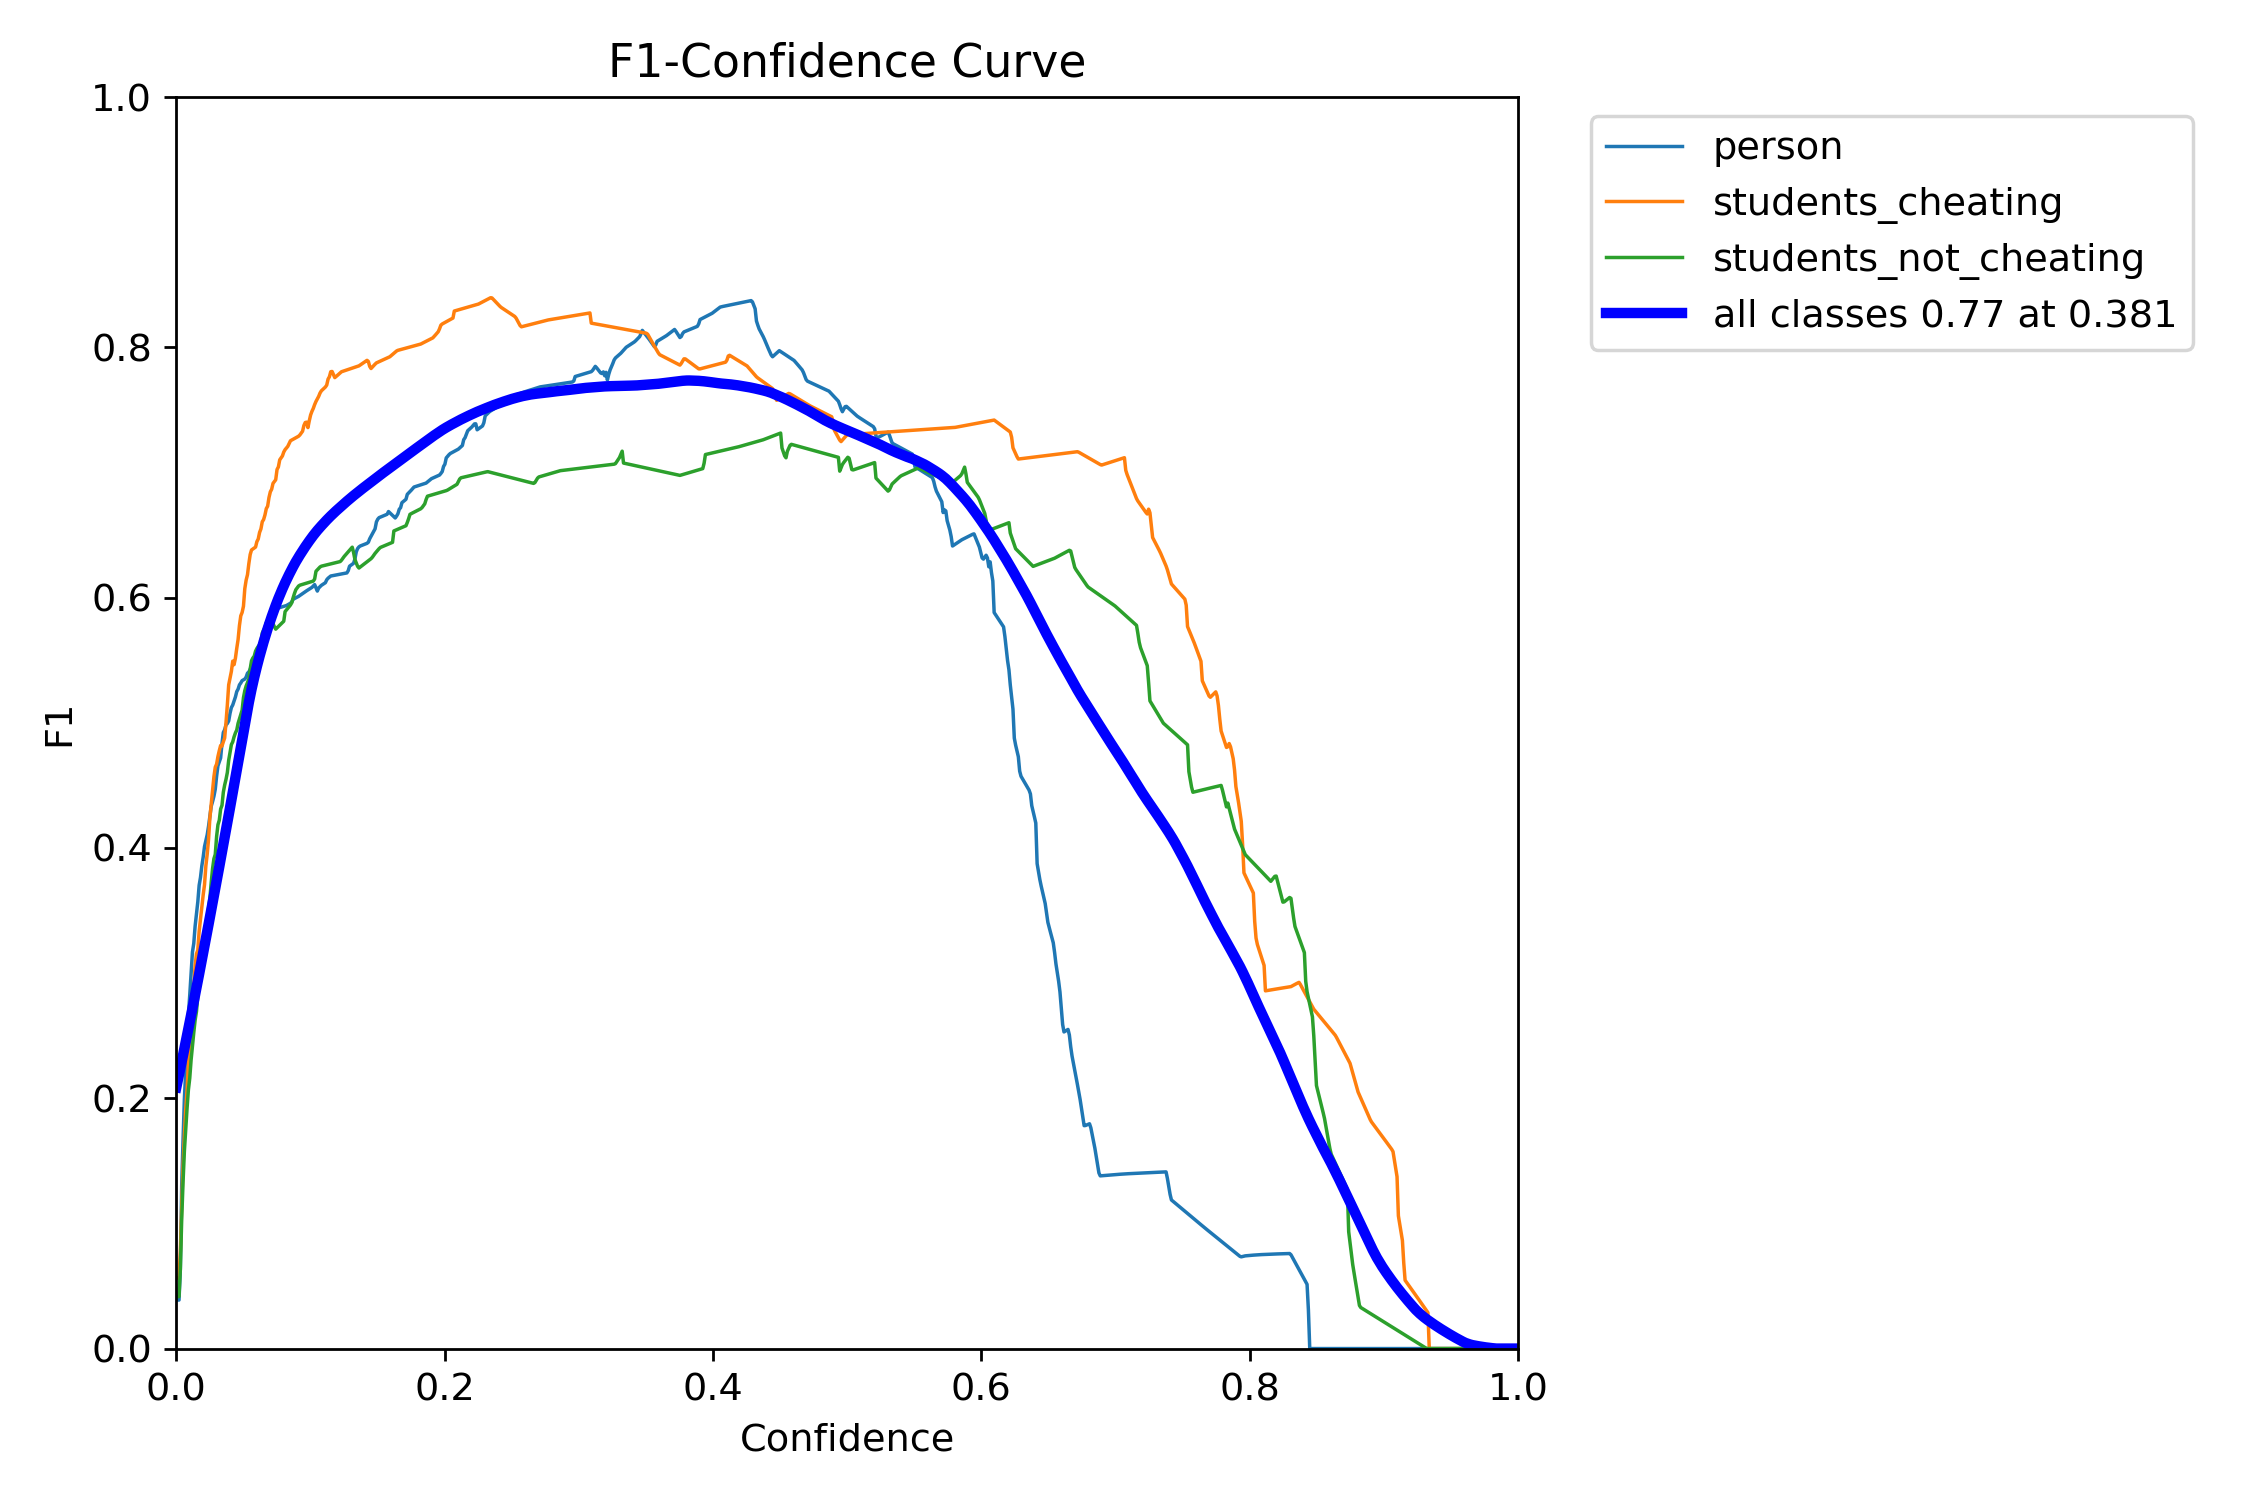 F1-Confidence Curve
1.0
0.8
0.6
0.4
0.2
0.0
F1
0.0 0.2 0.4 0.6 0.8 1.0
Confidence
person
students_cheating
students_not_cheating
all classes 0.77 at 0.381